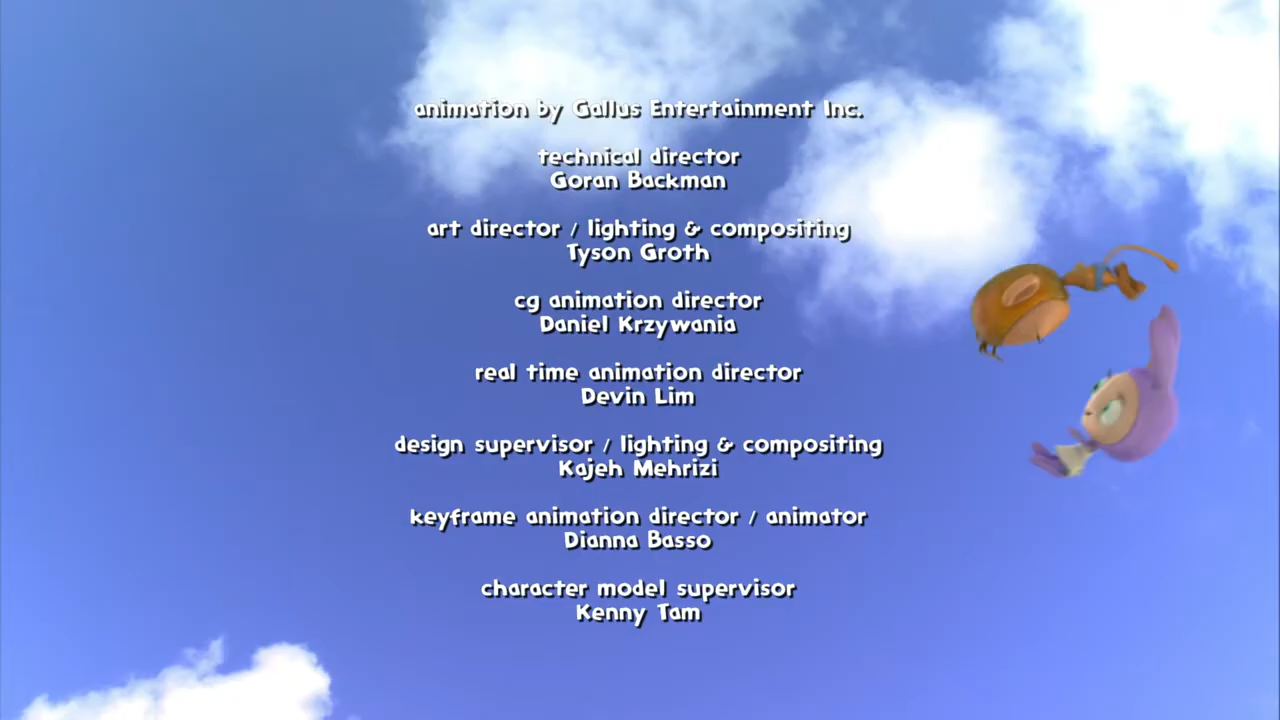 animation by Gallus Entertainment Inc.
technical director
Goran Backman
art director / lighting & compositing
Tyson Groth
cg animation director
Daniel Krzywania
real time animation director
Devin Lim
design supervisor / lighting & compositing
Kajeh Mehrizi
keyframe animation director / animator
Dianna Basso
character model supervisor
Kenny Tam